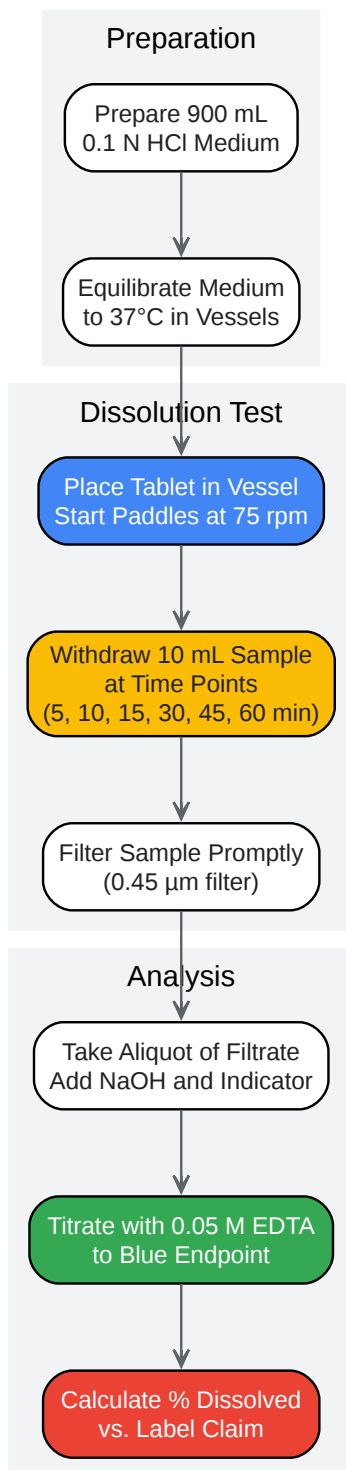 Preparation
Prepare 900 mL
0.1 N HCl Medium
Equilibrate Medium
to 37°C in Vessels
Dissolution Test
Place Tablet in Vessel
Start Paddles at 75 rpm
Withdraw 10 mL Sample
at Time Points
(5, 10, 15, 30, 45, 60 min)
Filter Sample Promptly
(0.45 µm filter)
Analysis
Take Aliquot of Filtrate
Add NaOH and Indicator
Titrate with 0.05 M EDTA
to Blue Endpoint
Calculate % Dissolved
vs. Label Claim